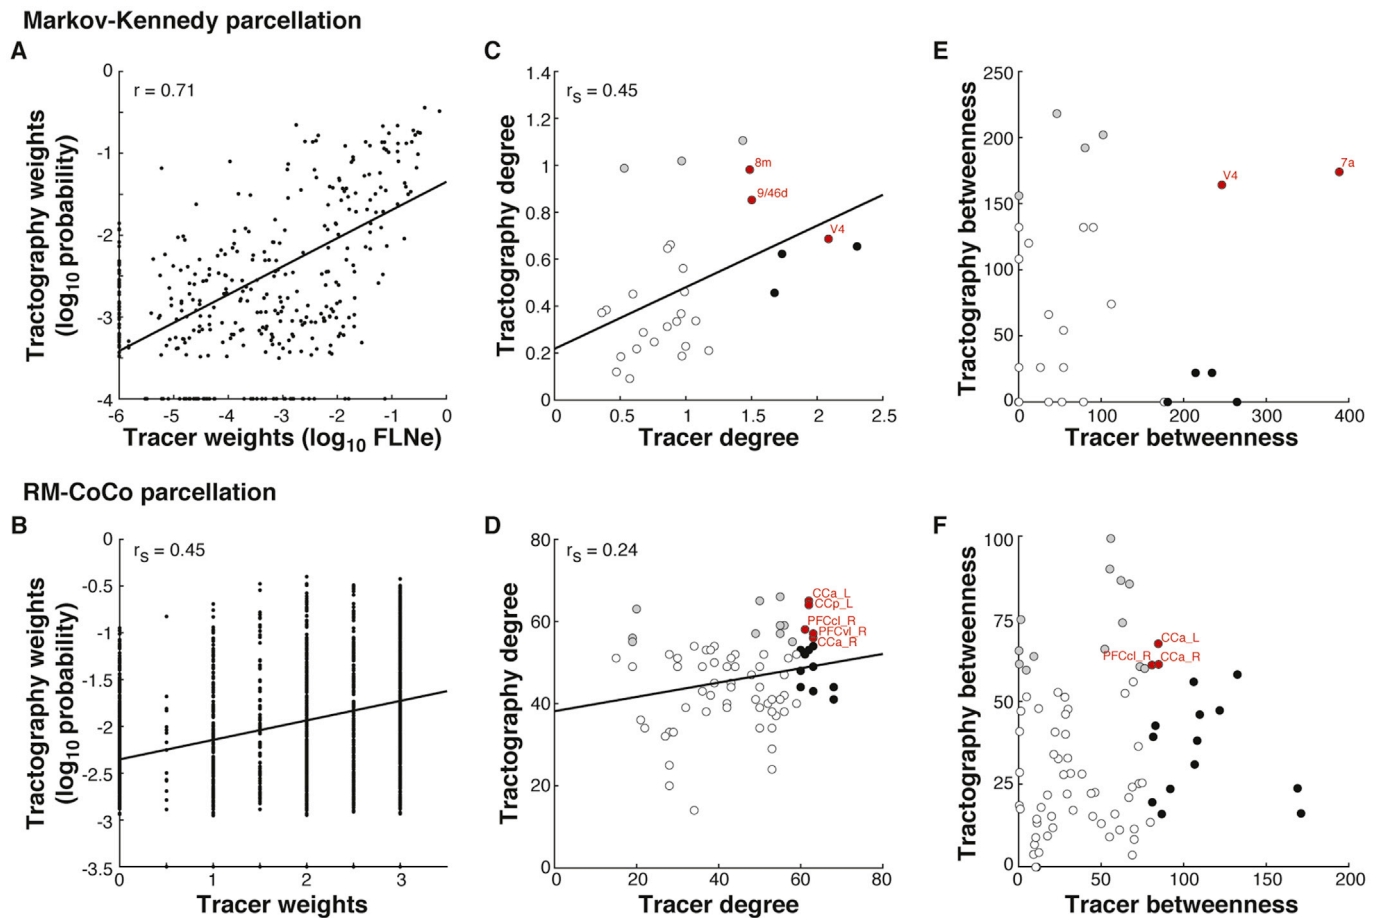 Markov-Kennedy parcellation
A
Tractography weights
(log10 probability)
r = 0.71
0
-1
-2
-3
-4
-6
-5
-4
-3
-2
-1
0
Tracer weights (log10 FLNe)
C
Tractography degree
rS = 0.45
1.4
1.2
1
0.8
0.6
0.4
0.2
0
8m
9/46d
V4
0.5
1.0
1.5
2
2.5
Tracer degree
E
Tractography betweenness
250
200
150
100
50
0
V4
7a
0
100
200
300
400
Tracer betweenness
RM-CoCo parcellation
B
Tractography weights
(log10 probability)
rS = 0.45
0
-0.5
-1
-1.5
-2
-2.5
-3
-3.5
0
1
2
3
Tracer weights
D
Tractography degree
rS = 0.24
80
60
40
20
0
CCa_L
CCp_L
PFCcl_R
PFCvl_R
CCa_R
20
40
60
80
Tracer degree
F
Tractography betweenness
100
75
50
25
0
CCa_L
PFCcl_R
CCa_R
0
50
100
150
200
Tracer betweenness